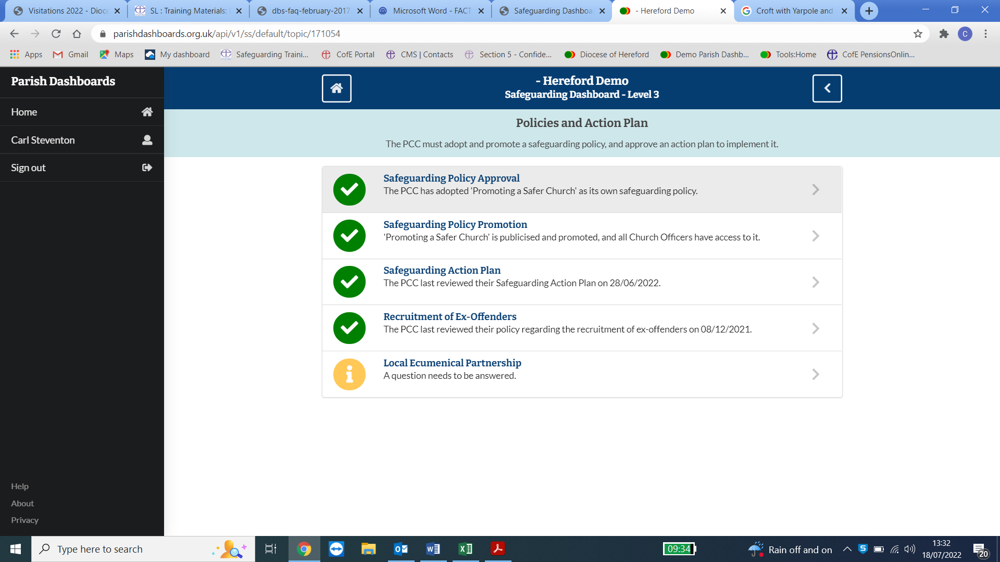 Visitations 2022 - Dioc
SL : Training Materials:
dbs-faq-february-2017
Microsoft Word - FACT
Safeguarding Dashboa
- Hereford Demo
Croft with Yarpole and
parishdashboards.org.uk/api/v1/ss/default/topic/171054
C
Apps
Gmail
Maps
My dashboard
Safeguarding Traini...
CofE Portal
CMS | Contacts
Section 5 - Confide...
Diocese of Hereford
Demo Parish Dashb...
Tools:Home
CofE PensionsOnlin...
Parish Dashboards
Home
Carl Steventon
Sign out
- Hereford Demo
Safeguarding Dashboard - Level 3
Policies and Action Plan
The PCC must adopt and promote a safeguarding policy, and approve an action plan to implement it.
Safeguarding Policy Approval
The PCC has adopted 'Promoting a Safer Church' as its own safeguarding policy.
Safeguarding Policy Promotion
'Promoting a Safer Church' is publicised and promoted, and all Church Officers have access to it.
Safeguarding Action Plan
The PCC last reviewed their Safeguarding Action Plan on 28/06/2022.
Recruitment of Ex-Offenders
The PCC last reviewed their policy regarding the recruitment of ex-offenders on 08/12/2021.
Local Ecumenical Partnership
A question needs to be answered.
Help
About
Privacy
Type here to search
09:34
Rain off and on
13:32
18/07/2022
20